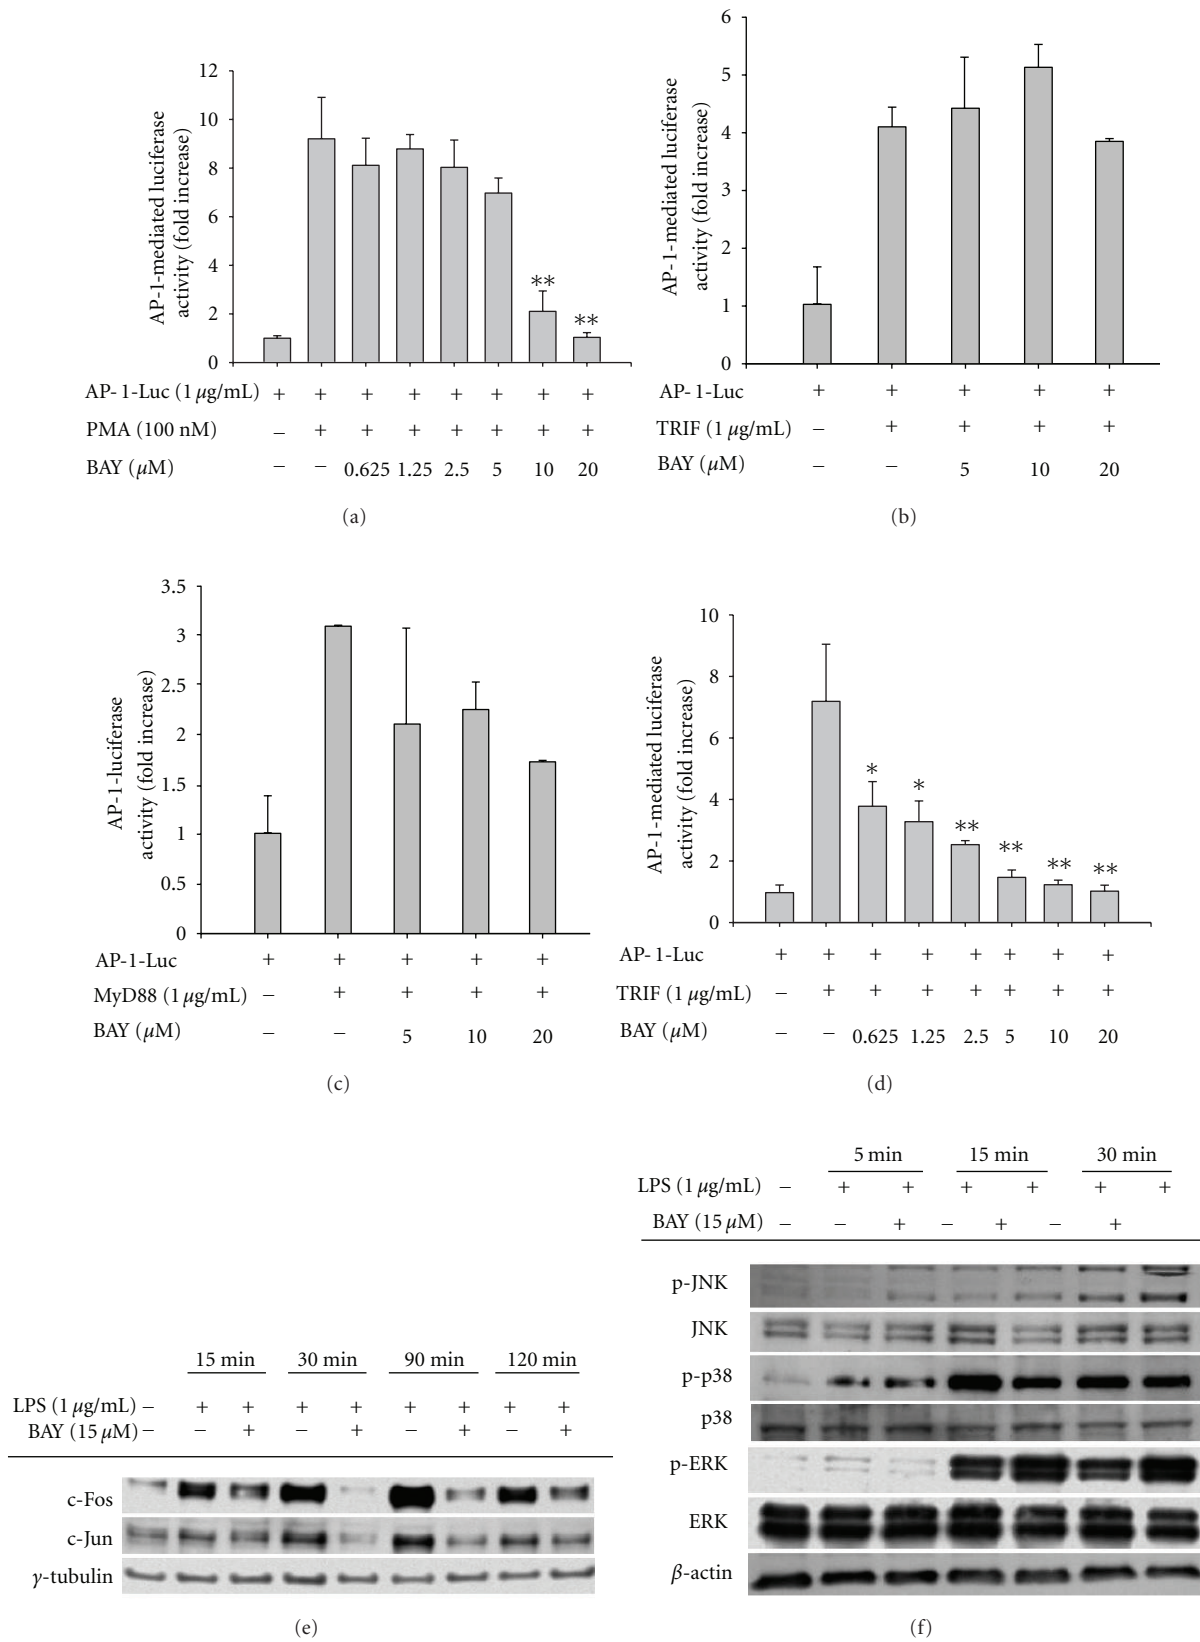 AP-1-mediated luciferase
activity (fold increase)
12
10
8
6
4
2
0
**
**
AP-1-Luc (1 µg/mL) + + + + + + + +
PMA (100 nM) − + + + + + + +
BAY (µM) − − 0.625 1.25 2.5 5 10 20
(a)
AP-1-mediated luciferase
activity (fold increase)
6
5
4
3
2
1
0
AP-1-Luc + + + + +
TRIF (1 µg/mL) − + + + +
BAY (µM) − − 5 10 20
(b)
AP-1-luciferase
activity (fold increase)
3.5
3
2.5
2
1.5
1
0.5
0
AP-1-Luc + + + + +
MyD88 (1 µg/mL) − + + + +
BAY (µM) − − 5 10 20
(c)
AP-1-mediated luciferase
activity (fold increase)
10
8
6
4
2
0
*
*
**
**
**
**
AP-1-Luc + + + + + + + +
TRIF (1 µg/mL) − + + + + + + +
BAY (µM) − − 0.625 1.25 2.5 5 10 20
(d)
15 min 30 min 90 min 120 min
LPS (1 µg/mL) − + + + + + + + +
BAY (15 µM) − − + − + − + − +
c-Fos
c-Jun
γ-tubulin
(e)
5 min 15 min 30 min
LPS (1 µg/mL) − + + + + + +
BAY (15 µM) − − + − + − +
p-JNK
JNK
p-p38
p38
p-ERK
ERK
β-actin
(f)